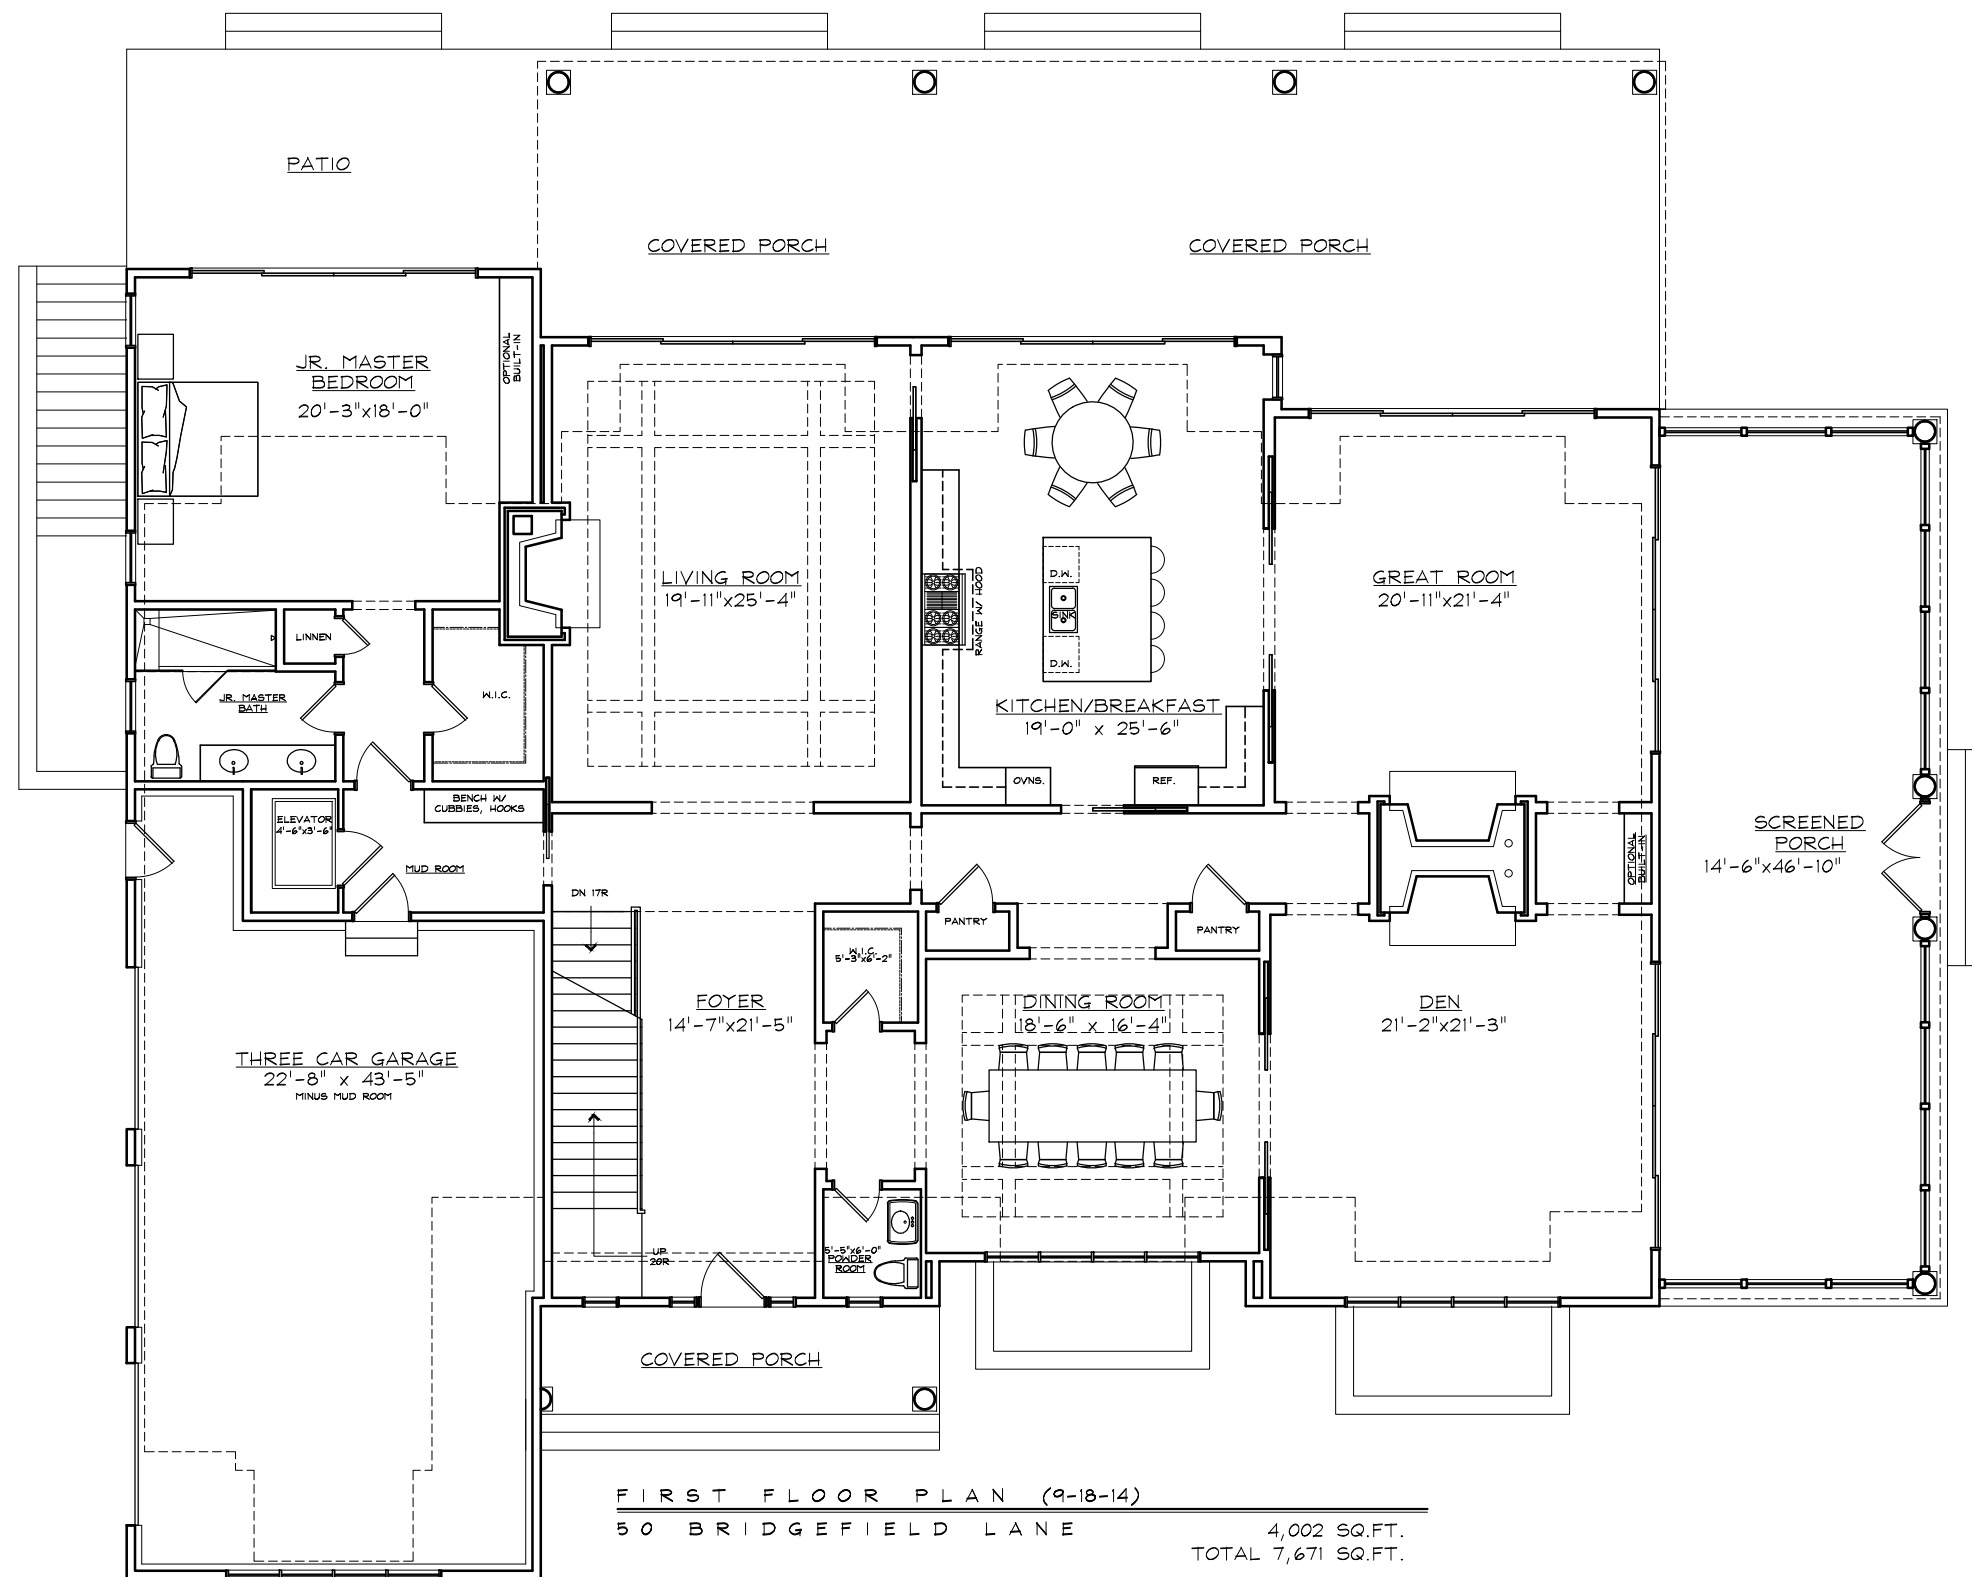 PATIO
COVERED PORCH
COVERED PORCH
JR. MASTER
BEDROOM
20'-3"x18'-0"
OPTIONAL
BUILT-IN
LIVING ROOM
19'-11"x25'-4"
D.W.
SINK
D.W.
RANGE W/ HOOD
KITCHEN/BREAKFAST
19'-0" x 25'-6"
OVNS.
REF.
GREAT ROOM
20'-11"x21'-4"
LINNEN
W.I.C.
JR. MASTER
BATH
BENCH W/
CUBBIES, HOOKS
ELEVATOR
4'-6"x3'-6"
MUD ROOM
DN 17R
PANTRY
PANTRY
OPTIONAL
BUILT-IN
SCREENED
PORCH
14'-6"x46'-10"
W.I.C.
5'-3"x6'-2"
FOYER
14'-7"x21'-5"
DINING ROOM
18'-6" x 16'-4"
DEN
21'-2"x21'-3"
THREE CAR GARAGE
22'-8" x 43'-5"
MINUS MUD ROOM
UP
20R
5'-5"x6'-0"
POWDER
ROOM
COVERED PORCH
FIRST FLOOR PLAN (9-18-14)
50 BRIDGEFIELD LANE
4,002 SQ.FT.
TOTAL 7,671 SQ.FT.